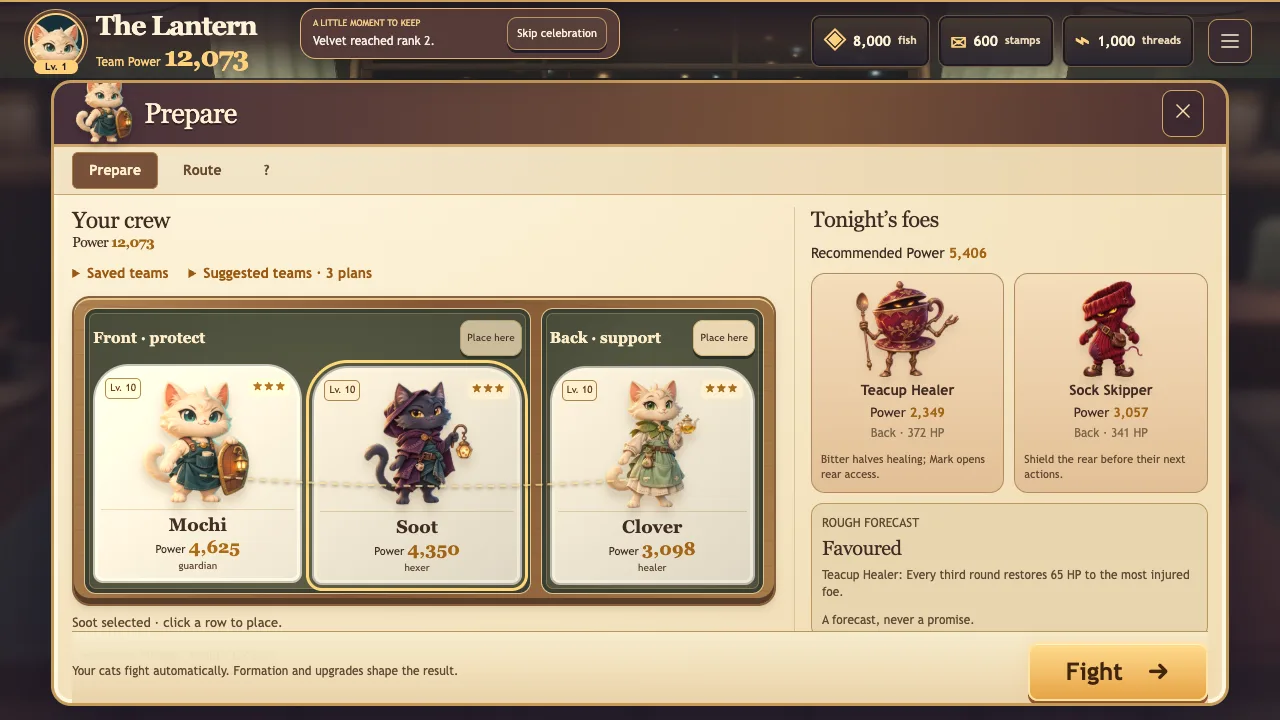 The Lantern
Team Power 12,073
Lv. 1
A LITTLE MOMENT TO KEEP
Velvet reached rank 2.
Skip celebration
8,000 fish
600 stamps
1,000 threads
Prepare
Prepare
Route
?
Your crew
Power 12,073
Saved teams
Suggested teams · 3 plans
Front · protect
Place here
Back · support
Place here
Lv. 10
Mochi
Power 4,625
guardian
Lv. 10
Soot
Power 4,350
hexer
Lv. 10
Clover
Power 3,098
healer
Soot selected · click a row to place.
Tonight’s foes
Recommended Power 5,406
Teacup Healer
Power 2,349
Back · 372 HP
Bitter halves healing; Mark opens
rear access.
Sock Skipper
Power 3,057
Back · 341 HP
Shield the rear before their next
actions.
ROUGH FORECAST
Favoured
Teacup Healer: Every third round restores 65 HP to the most injured
foe.
A forecast, never a promise.
Your cats fight automatically. Formation and upgrades shape the result.
Fight →